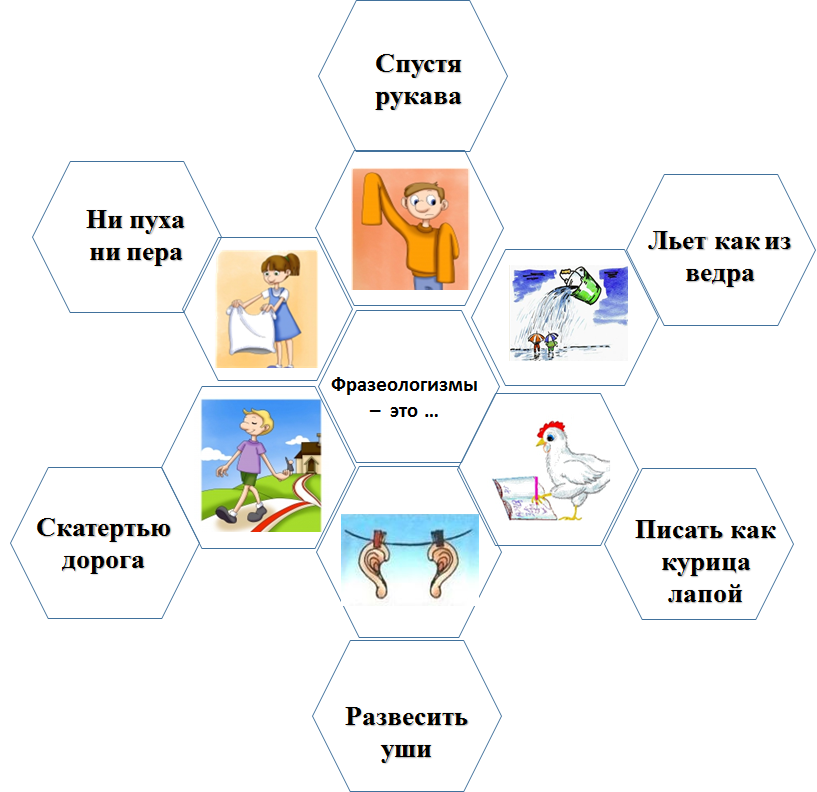 Спустя
рукава
Ни пуха
ни пера
Льет как из
ведра
Фразеологизмы
– это ...
Скатертью
дорога
Писать как
курица
лапой
Развесить
уши